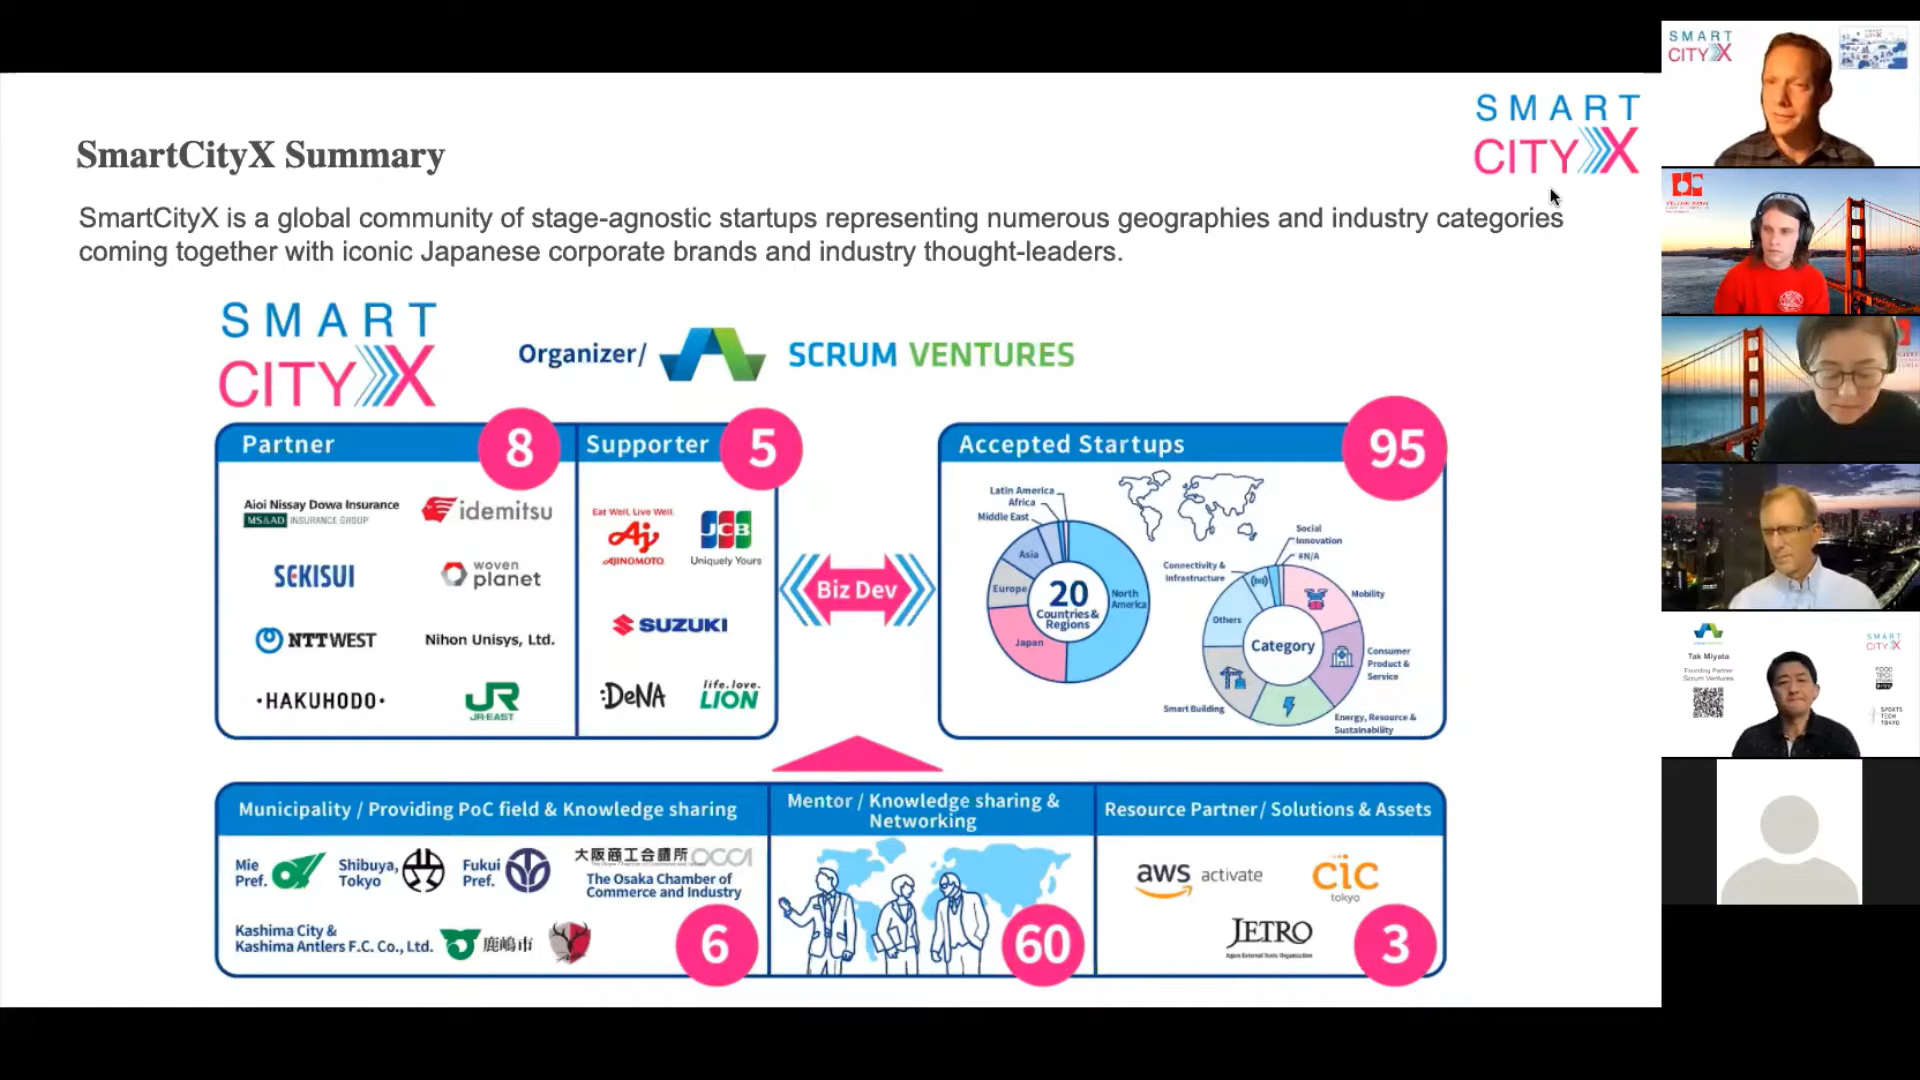 SMART
CITY X
SmartCityX Summary
SmartCityX is a global community of stage-agnostic startups representing numerous geographies and industry categories
coming together with iconic Japanese corporate brands and industry thought-leaders.
SMART
CITY X
Organizer/ SCRUM VENTURES
Partner 8
Aioi Nissay Dowa Insurance
MS&AD INSURANCE GROUP
idemitsu
SEKISUI
woven
planet
NTT WEST
Nihon Unisys, Ltd.
·HAKUHODO·
JR
JR-EAST
Supporter 5
Eat Well, Live Well.
Aj
AJINOMOTO
JCB
Uniquely Yours
SUZUKI
:DeNA
life.love.
LION
Biz Dev
Accepted Startups 95
Latin America
Africa
Middle East
Asia
Europe
Japan
North
America
20
Countries &
Regions
Social
Innovation
#N/A
Connectivity &
Infrastructure
Others
Mobility
Category
Consumer
Product &
Service
Smart Building
Energy, Resource &
Sustainability
Municipality / Providing PoC field & Knowledge sharing
Mie
Pref.
Shibuya,
Tokyo
Fukui
Pref.
大阪商工会議所 OCCI
The Osaka Chamber of
Commerce and Industry
Kashima City &
Kashima Antlers F.C. Co., Ltd.
鹿嶋市
6
Mentor / Knowledge sharing &
Networking
60
Resource Partner / Solutions & Assets
aws activate
cic
tokyo
JETRO
Japan External Trade Organization
3
SMART
CITY X
Tak Miyata
Founding Partner
Scrum Ventures
SMART
CITY X
SPORTS
TECH
TOKYO